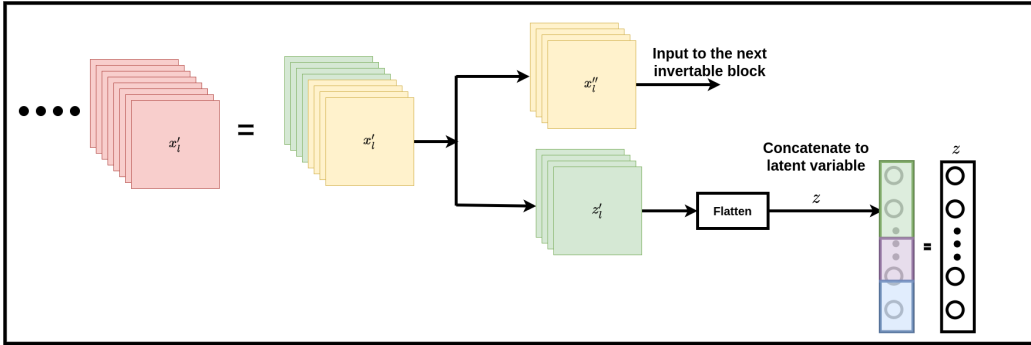 x'_l
=
x'_l
x''_l
Input to the next
invertable block
z'_l
Flatten
z
Concatenate to
latent variable
=
z